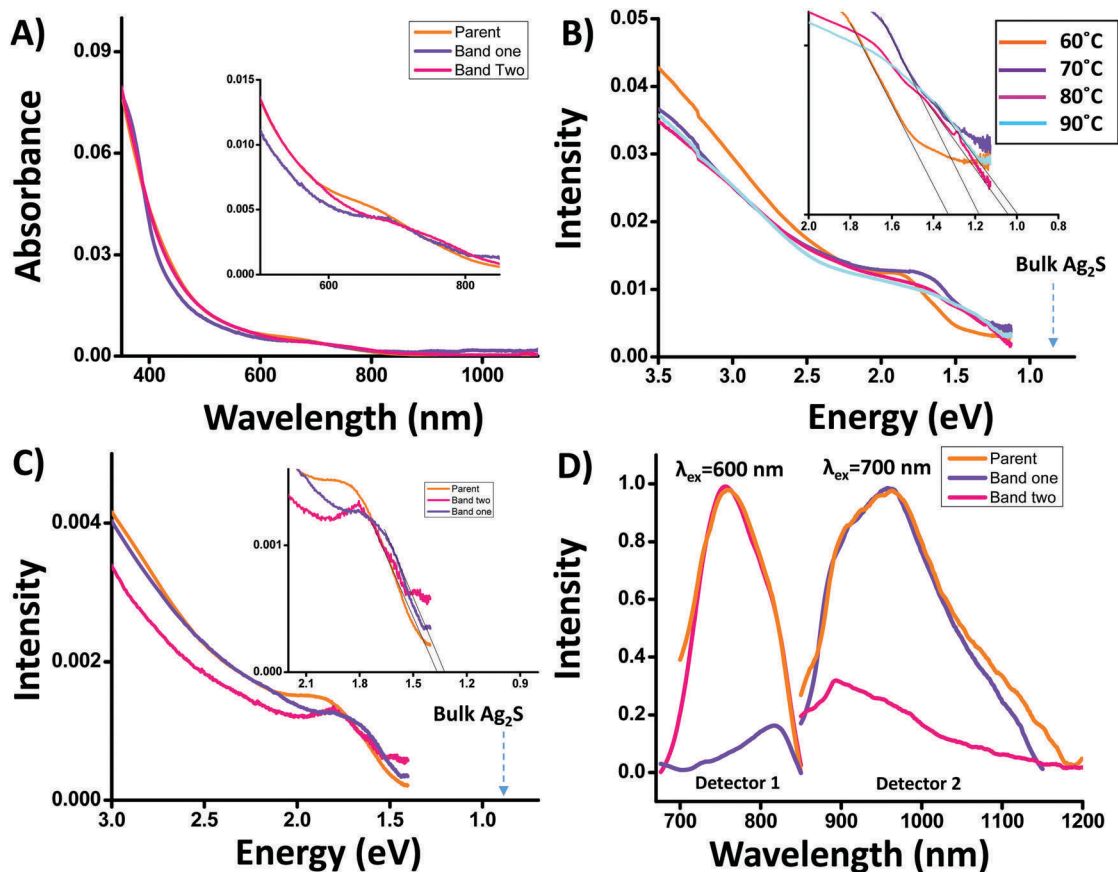 A)
Parent
Band one
Band Two
0.09
0.06
0.03
0.00
Absorbance
0.015
0.010
0.005
0.000
600
800
400
600
800
1000
Wavelength (nm)
B)
60˚C
70˚C
80˚C
90˚C
0.05
0.04
0.03
0.02
0.01
0.00
Intensity
2.0
1.8
1.6
1.4
1.2
1.0
0.8
Bulk Ag₂S
3.5
3.0
2.5
2.0
1.5
1.0
Energy (eV)
C)
Parent
Band two
Band one
0.004
0.002
0.001
0.000
Intensity
0.001
0.000
2.1
1.8
1.5
1.2
0.9
Bulk Ag₂S
3.0
2.5
2.0
1.5
1.0
Energy (eV)
D)
λex=600 nm
λex=700 nm
Parent
Band one
Band two
1.0
0.8
0.6
0.4
0.2
0.0
Intensity
Detector 1
Detector 2
700
800
900
1000
1100
1200
Wavelength (nm)